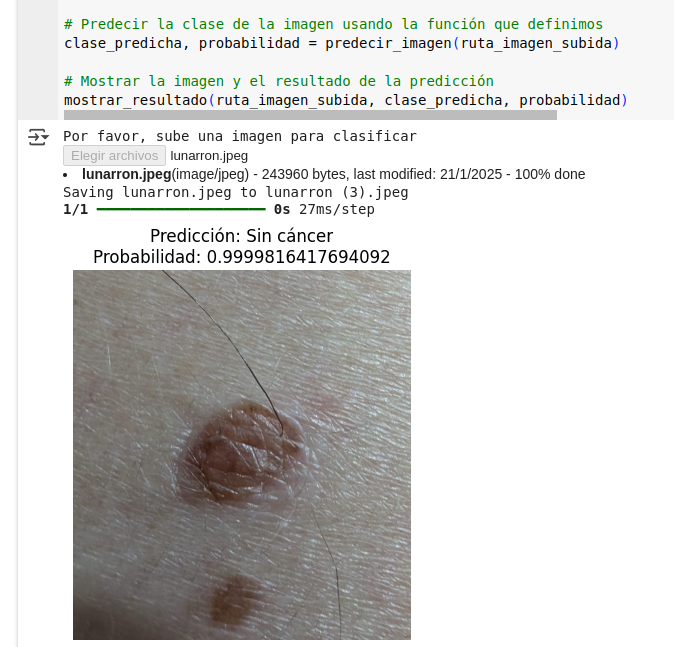 # Predecir la clase de la imagen usando la función que definimos
clase_predicha, probabilidad = predecir_imagen(ruta_imagen_subida)
# Mostrar la imagen y el resultado de la predicción
mostrar_resultado(ruta_imagen_subida, clase_predicha, probabilidad)
Por favor, sube una imagen para clasificar
Elegir archivos lunarron.jpeg
• lunarron.jpeg(image/jpeg) - 243960 bytes, last modified: 21/1/2025 - 100% done
Saving lunarron.jpeg to lunarron (3).jpeg
1/1 ━━━━━━━━━━━━━━━━━━━━ 0s 27ms/step
Predicción: Sin cáncer
Probabilidad: 0.9999816417694092